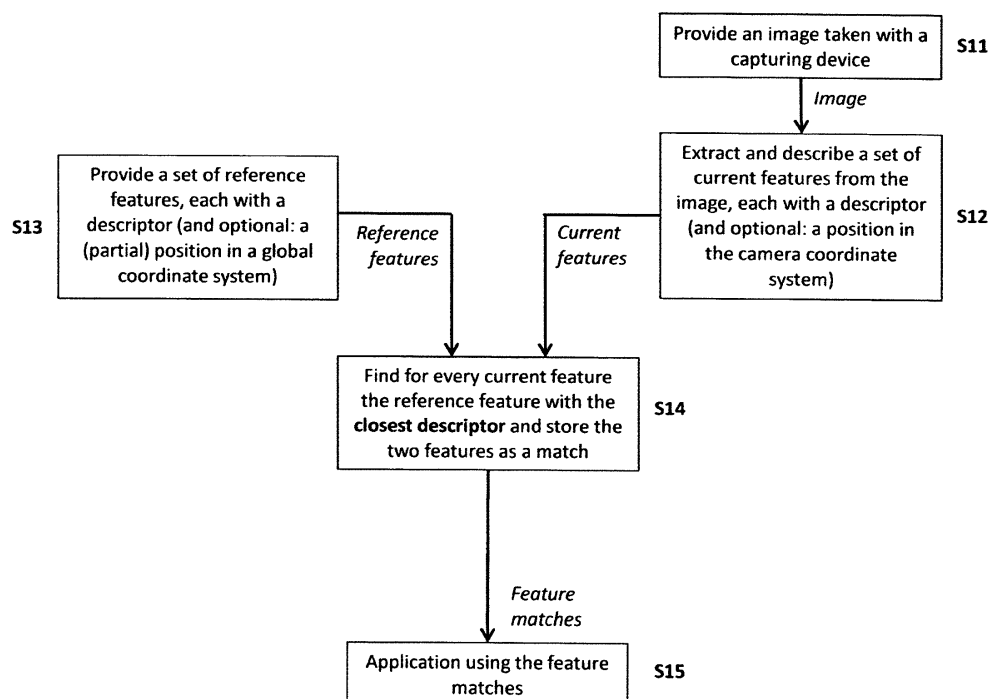 Provide an image taken with a
capturing device
S11
Image
Extract and describe a set of
current features from the
image, each with a descriptor
(and optional: a position in
the camera coordinate
system)
S12
Provide a set of reference
features, each with a
descriptor (and optional: a
(partial) position in a global
coordinate system)
S13
Reference
features
Current
features
Find for every current feature
the reference feature with the
closest descriptor and store the
two features as a match
S14
Feature
matches
Application using the feature
matches
S15